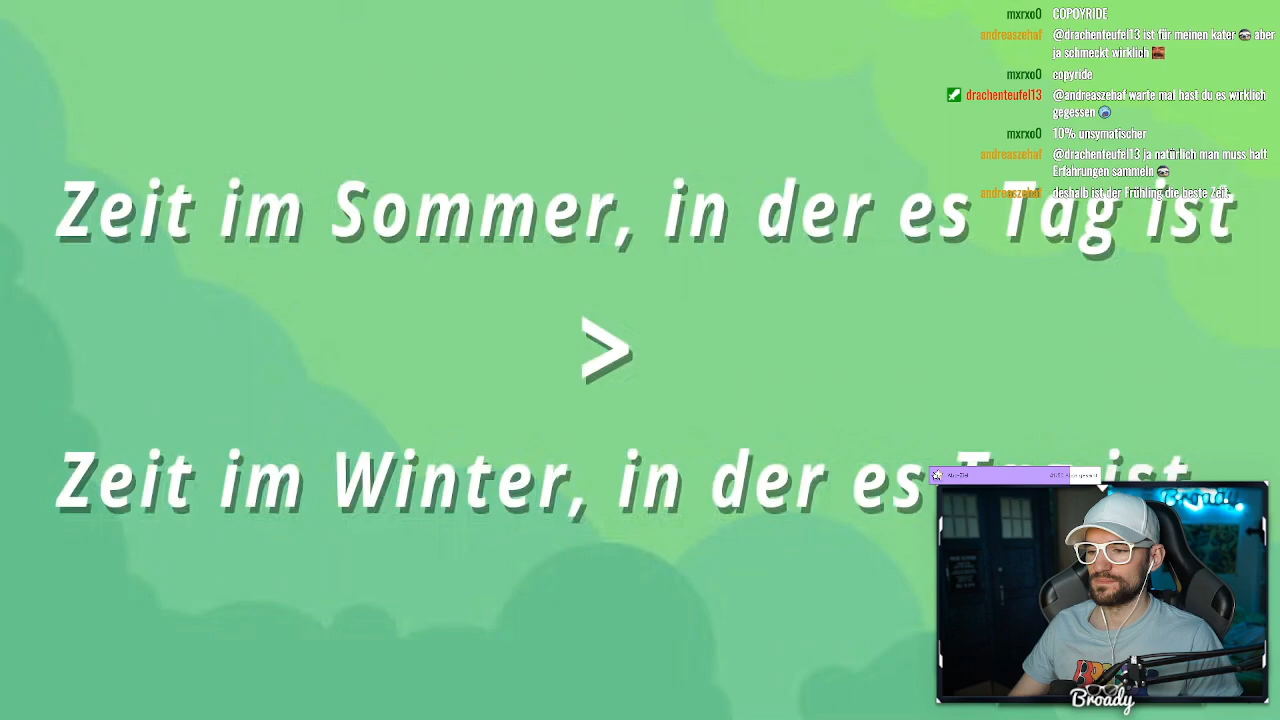 mxrxo0 COPOYRIDE
andreaszehaf @drachenteufel13 ist für meinen kater aber
ja schmeckt wirklich
mxrxo0 copyride
drachenteufel13 @andreaszehaf warte mal hast du es wirklich
gegessen
mxrxo0 10% unsymatischer
andreaszehaf @drachenteufel13 ja natürlich man muss halt
Erfahrungen sammeln
andreaszehaf deshalb ist der Frühling die beste Zeit
Zeit im Sommer, in der es Tag ist
>
Zeit im Winter, in der es Tag ist
Broady
Broady